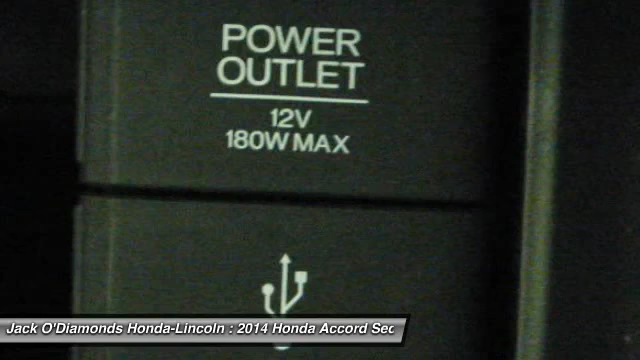 POWER
OUTLET
12V
180W MAX
Jack O'Diamonds Honda-Lincoln : 2014 Honda Accord Sec